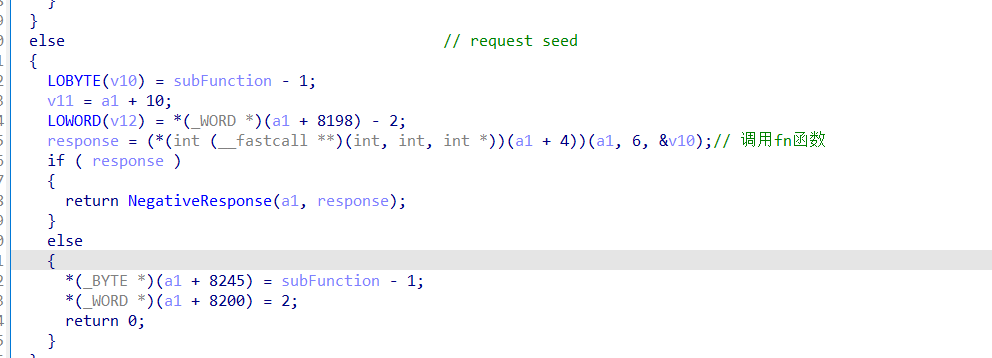 }
}
else // request seed
{
LOBYTE(v10) = subFunction - 1;
v11 = a1 + 10;
LOWORD(v12) = *(_WORD *)(a1 + 8198) - 2;
response = (*(int (__fastcall **)(int, int, int *))(a1 + 4))(a1, 6, &v10);// 调用fn函数
if ( response )
{
return NegativeResponse(a1, response);
}
else
{
*(_BYTE *)(a1 + 8245) = subFunction - 1;
*(_WORD *)(a1 + 8200) = 2;
return 0;
}